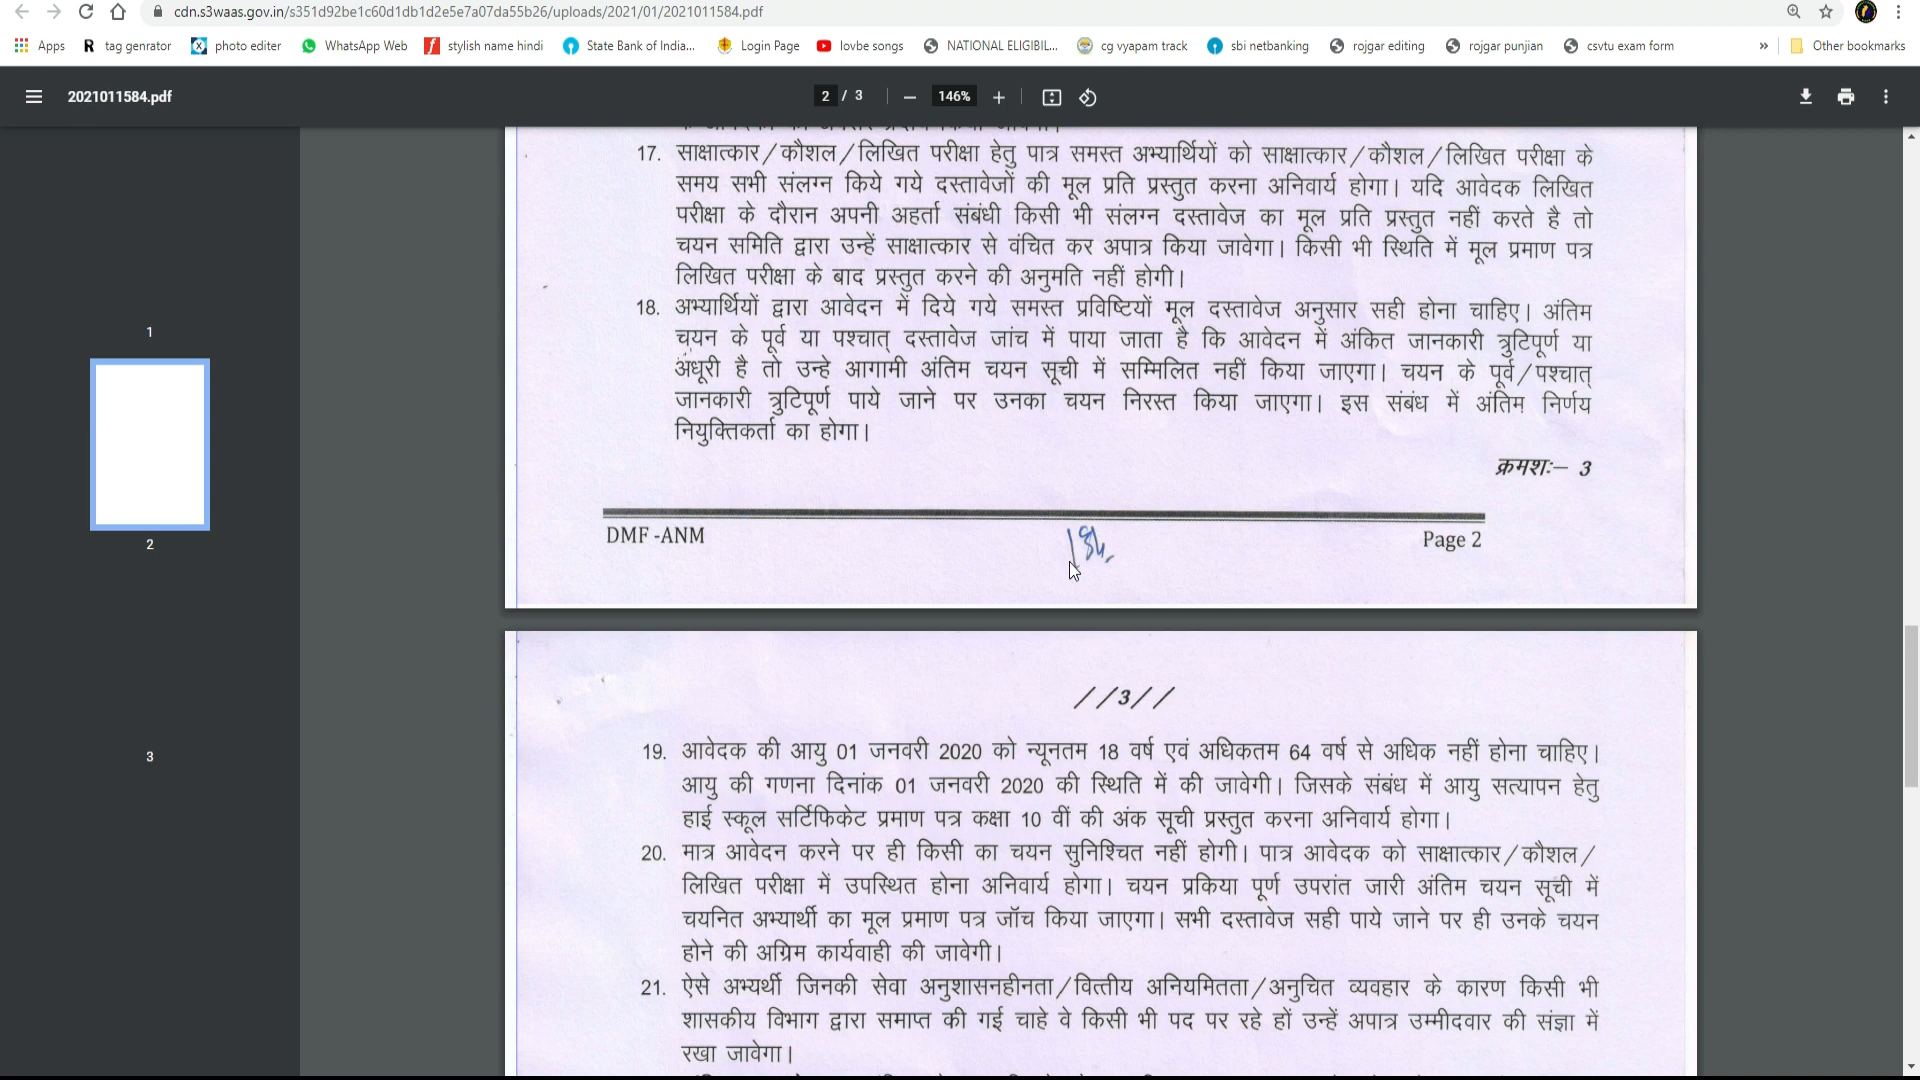 cdn.s3waas.gov.in/s351d92be1c60d1db1d2e5e7a07da55b26/uploads/2021/01/2021011584.pdf
Apps tag genrator photo editer WhatsApp Web stylish name hindi State Bank of India... Login Page lovbe songs NATIONAL ELIGIBIL... cg vyapam track sbi netbanking rojgar editing rojgar punjian csvtu exam form » Other bookmarks
2021011584.pdf 2 / 3 146%
17. साक्षात्कार/कौशल/लिखित परीक्षा हेतु पात्र समस्त अभ्यार्थियों को साक्षात्कार/कौशल/लिखित परीक्षा के
समय सभी संलग्न किये गये दस्तावेजों की मूल प्रति प्रस्तुत करना अनिवार्य होगा। यदि आवेदक लिखित
परीक्षा के दौरान अपनी अहर्ता संबंधी किसी भी संलग्न दस्तावेज का मूल प्रति प्रस्तुत नहीं करते है तो
चयन समिति द्वारा उन्हें साक्षात्कार से वंचित कर अपात्र किया जावेगा। किसी भी स्थिति में मूल प्रमाण पत्र
लिखित परीक्षा के बाद प्रस्तुत करने की अनुमति नहीं होगी।
18. अभ्यार्थियों द्वारा आवेदन में दिये गये समस्त प्रविष्टियों मूल दस्तावेज अनुसार सही होना चाहिए। अंतिम
चयन के पूर्व या पश्चात् दस्तावेज जांच में पाया जाता है कि आवेदन में अंकित जानकारी त्रुटिपूर्ण या
अधूरी है तो उन्हे आगामी अंतिम चयन सूची में सम्मिलित नहीं किया जाएगा। चयन के पूर्व/पश्चात्
जानकारी त्रुटिपूर्ण पाये जाने पर उनका चयन निरस्त किया जाएगा। इस संबंध में अंतिम निर्णय
नियुक्तिकर्ता का होगा।
क्रमशः– 3
DMF -ANM Page 2
1
2
3
//3//
19. आवेदक की आयु 01 जनवरी 2020 को न्यूनतम 18 वर्ष एवं अधिकतम 64 वर्ष से अधिक नहीं होना चाहिए।
आयु की गणना दिनांक 01 जनवरी 2020 की स्थिति में की जावेगी। जिसके संबंध में आयु सत्यापन हेतु
हाई स्कूल सर्टिफिकेट प्रमाण पत्र कक्षा 10 वीं की अंक सूची प्रस्तुत करना अनिवार्य होगा।
20. मात्र आवेदन करने पर ही किसी का चयन सुनिश्चित नहीं होगी। पात्र आवेदक को साक्षात्कार/कौशल/
लिखित परीक्षा में उपस्थित होना अनिवार्य होगा। चयन प्रकिया पूर्ण उपरांत जारी अंतिम चयन सूची में
चयनित अभ्यार्थी का मूल प्रमाण पत्र जॉच किया जाएगा। सभी दस्तावेज सही पाये जाने पर ही उनके चयन
होने की अग्रिम कार्यवाही की जावेगी।
21. ऐसे अभ्यर्थी जिनकी सेवा अनुशासनहीनता/वित्तीय अनियमितता/अनुचित व्यवहार के कारण किसी भी
शासकीय विभाग द्वारा समाप्त की गई चाहे वे किसी भी पद पर रहे हों उन्हें अपात्र उम्मीदवार की संज्ञा में
रखा जावेगा।